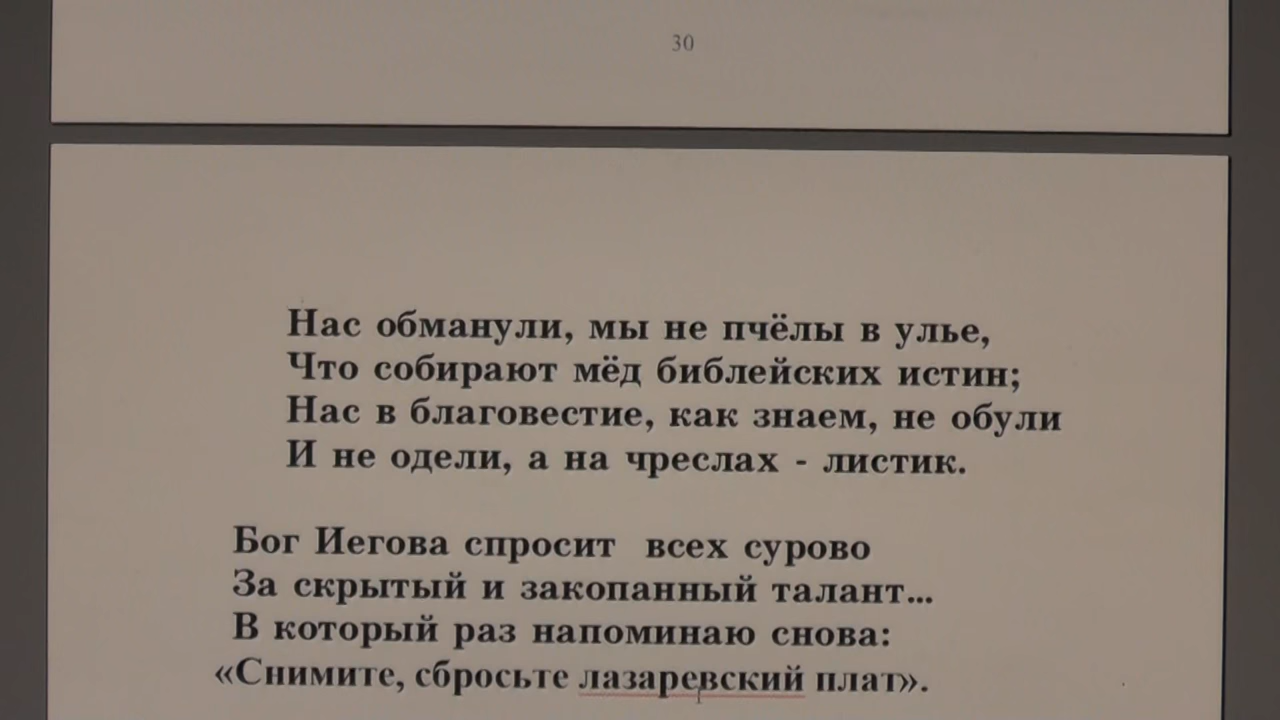 30
Нас обманули, мы не пчёлы в улье,
Что собирают мёд библейских истин;
Нас в благовестие, как знаем, не обули
И не одели, а на чреслах - листик.
Бог Иегова спросит всех сурово
За скрытый и закопанный талант...
В который раз напоминаю снова:
«Снимите, сбросьте лазаревский плат».